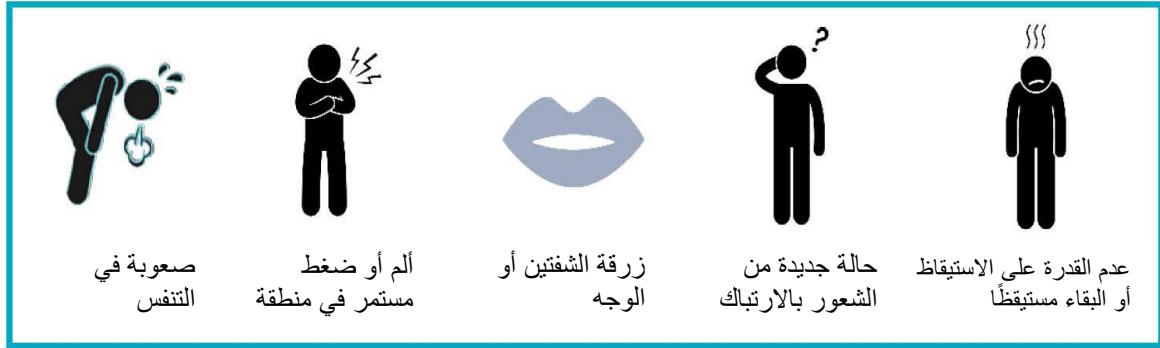 ?
عدم القدرة على الاستيقاظ
أو البقاء مستيقظًا
حالة جديدة من
الشعور بالارتباك
زرقة الشفتين أو
الوجه
ألم أو ضغط
مستمر في منطقة
صعوبة في
التنفس